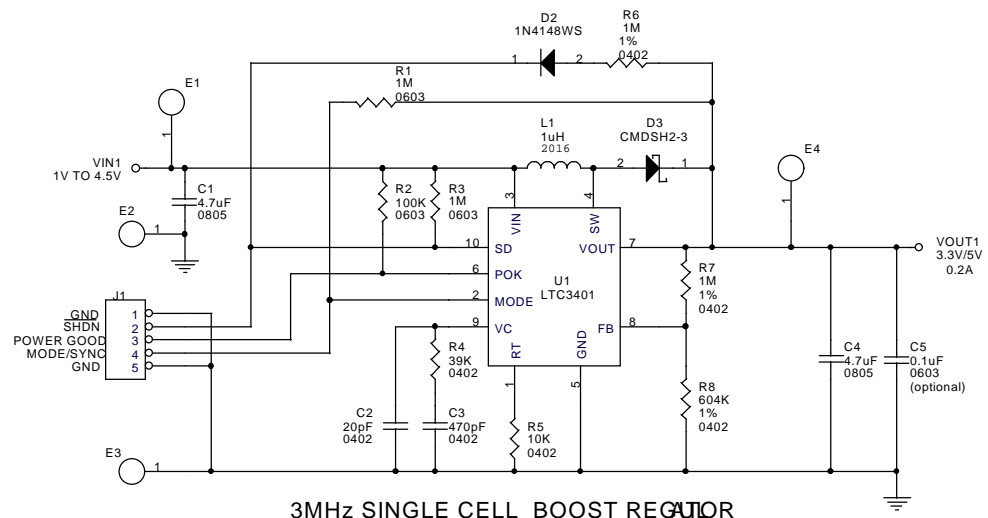 D2
1N4148WS
1
2
R6
1M
1%
0402
R1
1M
0603
E1
1
L1
1uH
2016
D3
CMDSH2-3
2
1
E4
1
VIN1
1V TO 4.5V
C1
4.7uF
0805
R2
100K
0603
R3
1M
0603
3
4
VIN
SW
E2
1
10
SD
VOUT
7
VOUT1
3.3V/5V
0.2A
6
POK
U1
LTC3401
R7
1M
1%
0402
2
MODE
J1
GND
1
SHDN
2
POWER GOOD
3
MODE/SYNC
4
GND
5
9
VC
FB
8
RT
GND
R4
39K
0402
C4
4.7uF
0805
C5
0.1uF
0603
(optional)
1
5
R8
604K
1%
0402
C2
20pF
0402
C3
470pF
0402
R5
10K
0402
E3
1
3MHz SINGLE CELL BOOST